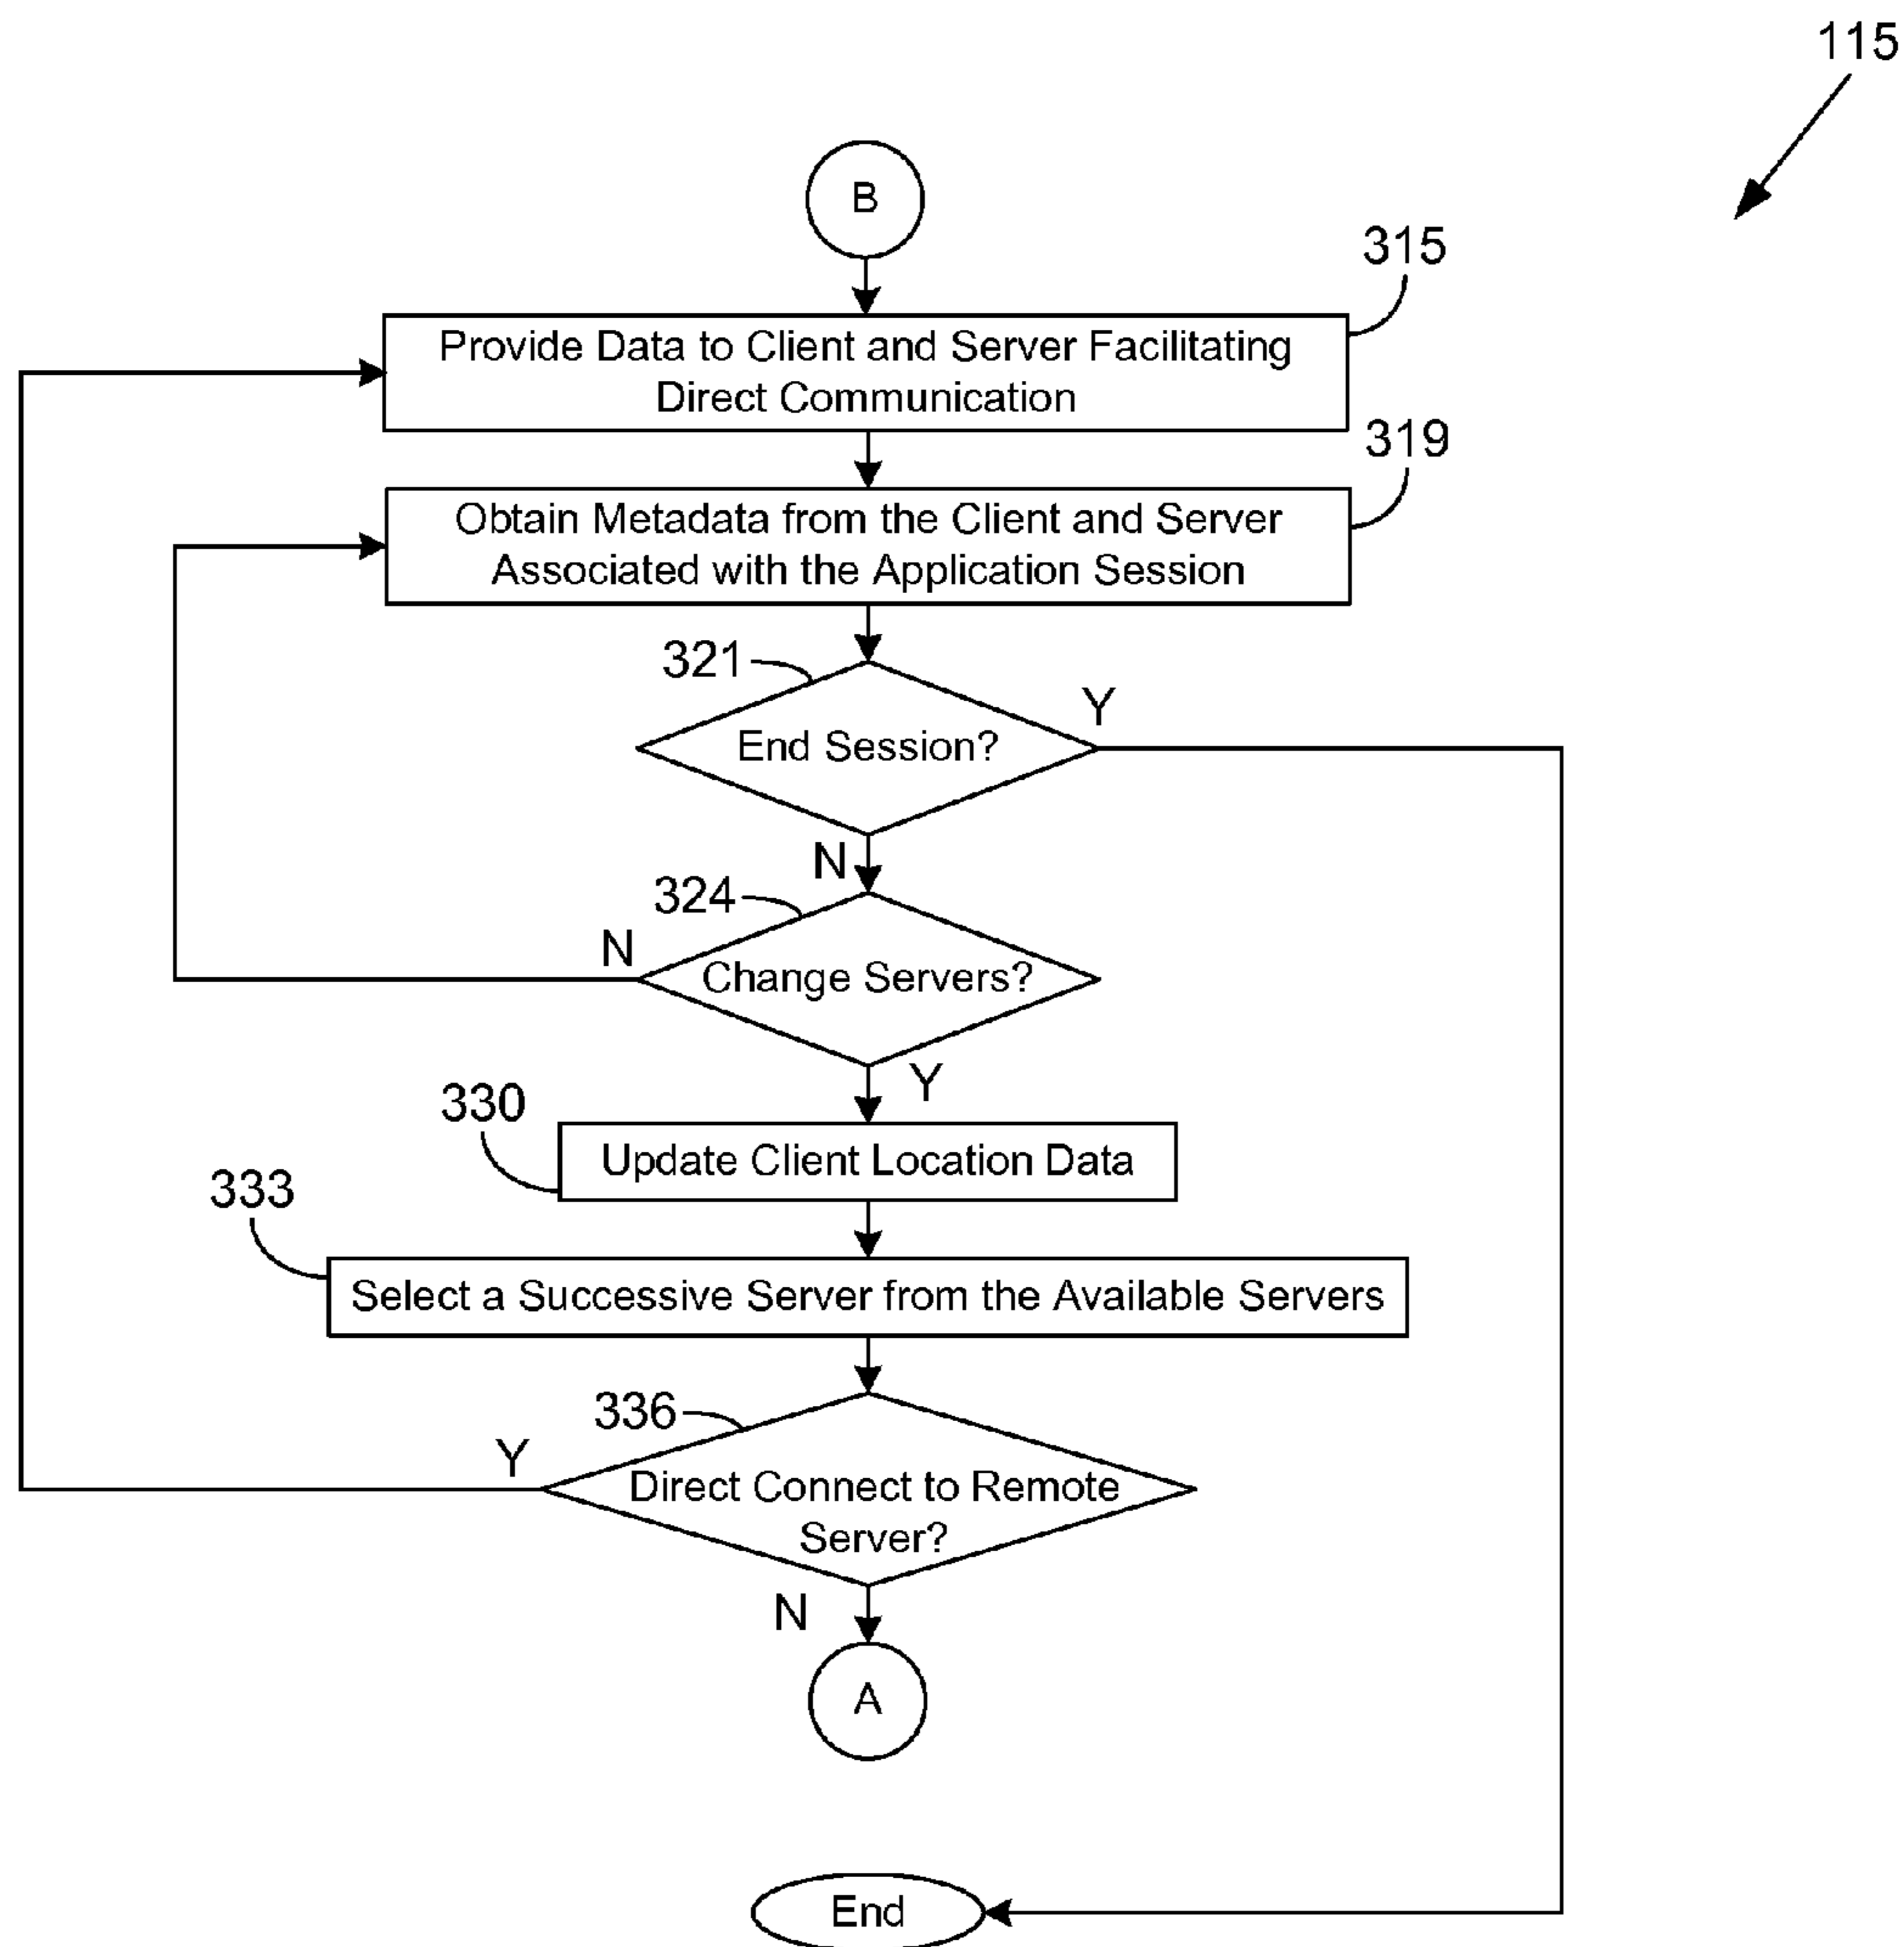 115
B
315
Provide Data to Client and Server Facilitating
Direct Communication
319
Obtain Metadata from the Client and Server
Associated with the Application Session
321
Y
End Session?
N
324
N
Change Servers?
Y
330
Update Client Location Data
333
Select a Successive Server from the Available Servers
336
Y
Direct Connect to Remote
Server?
N
A
End